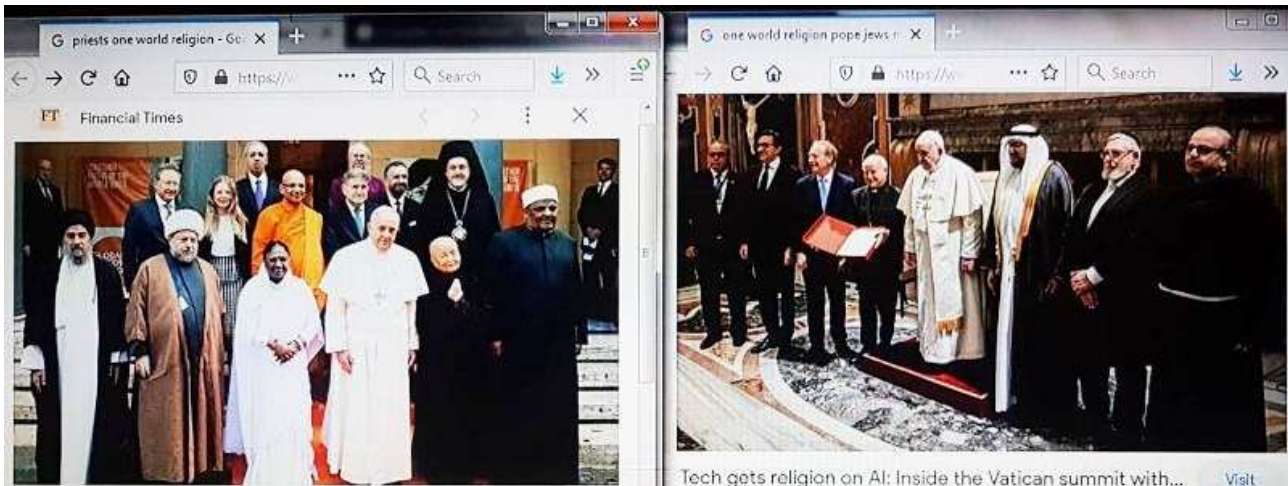 G priests one world religion - Go
https://
Search
FT Financial Times
G one world religion pope jews
https://
Search
Tech gets religion on AI: Inside the Vatican summit with...
Visit